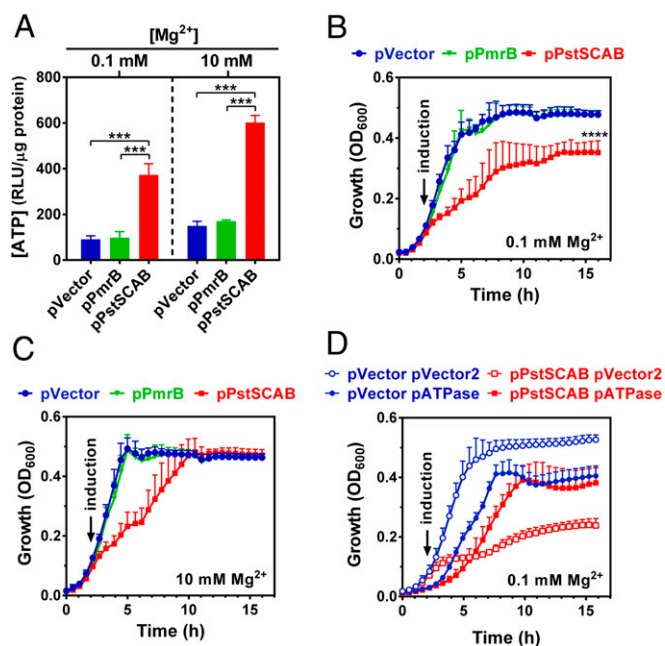 A
[Mg2+]
0.1 mM
10 mM
[ATP] (RLU/µg protein)
800
600
400
200
0
***
***
***
***
pVector
pPmrB
pPstSCAB
pVector
pPmrB
pPstSCAB
B
pVector pPmrB pPstSCAB
Growth (OD600)
0.6
0.4
0.2
0.0
induction
****
0.1 mM Mg2+
0 5 10 15
Time (h)
C
pVector pPmrB pPstSCAB
Growth (OD600)
0.6
0.4
0.2
0.0
induction
10 mM Mg2+
0 5 10 15
Time (h)
D
pVector pVector2 pPstSCAB pVector2
pVector pATPase pPstSCAB pATPase
Growth (OD600)
0.6
0.4
0.2
0.0
induction
0.1 mM Mg2+
0 5 10 15
Time (h)